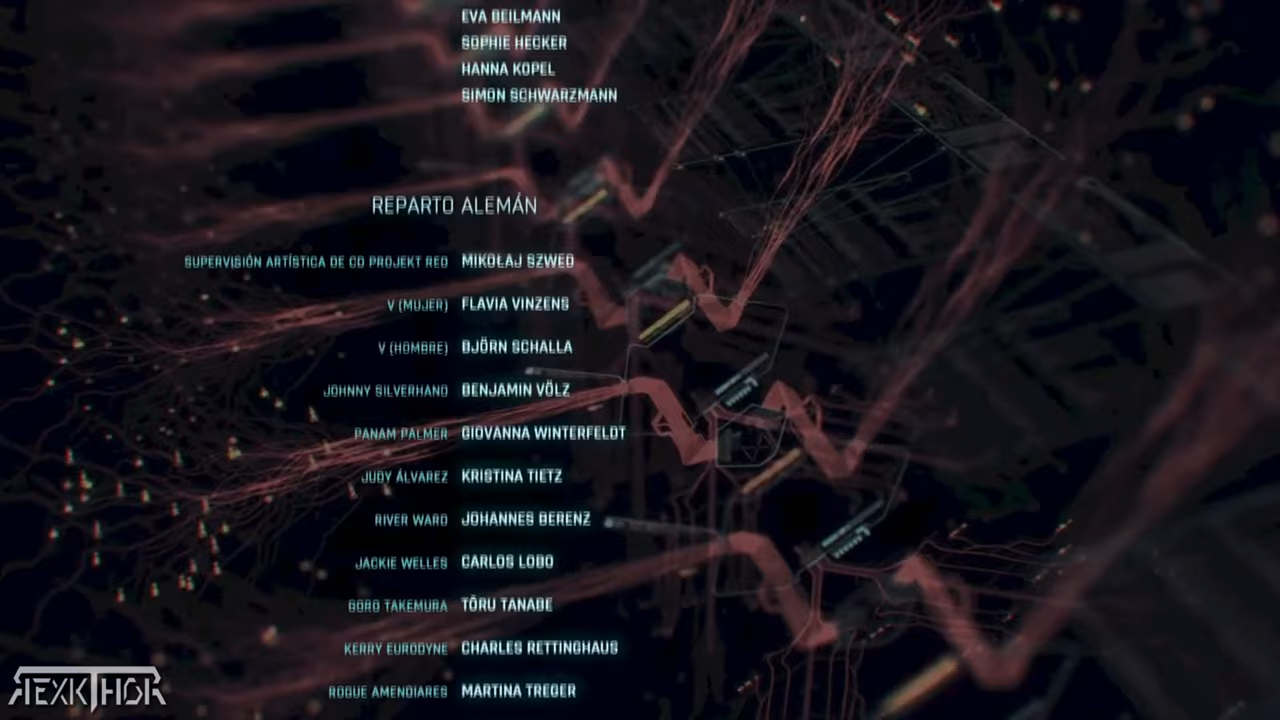 EVA BEILMANN
SOPHIE HECKER
HANNA KOPEL
SIMON SCHWARZMANN
REPARTO ALEMÁN
SUPERVISIÓN ARTÍSTICA DE CD PROJEKT RED MIKOŁAJ SZWED
V (MUJER) FLAVIA VINZENS
V (HOMBRE) BJÖRN SCHALLA
JOHNNY SILVERHAND BENJAMIN VÖLZ
PANAM PALMER GIOVANNA WINTERFELDT
JUDY ÁLVAREZ KRISTINA TIETZ
RIVER WARD JOHANNES BERENZ
JACKIE WELLES CARLOS LOBO
GORO TAKEMURA TÔRU TANABE
KERRY EURODYNE CHARLES RETTINGHAUS
ROGUE AMENDIARES MARTINA TREGER
REXKTHOR